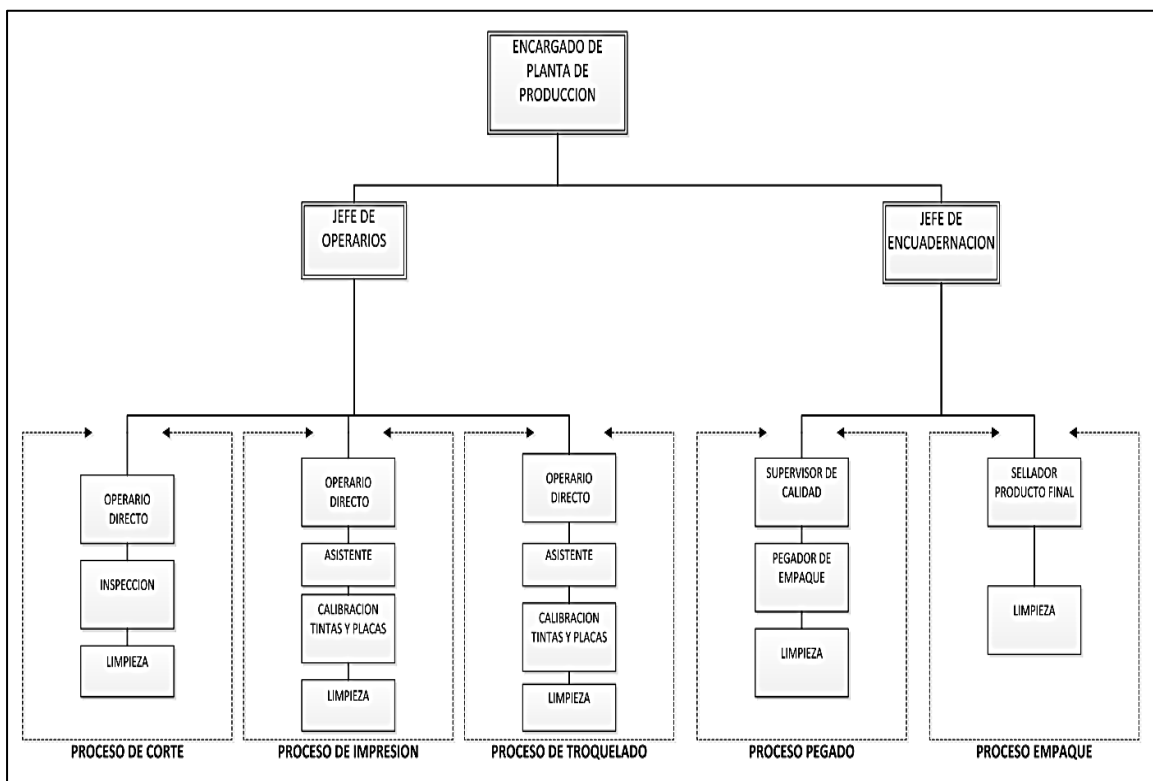 ENCARGADO DE
PLANTA DE
PRODUCCION
JEFE DE
OPERARIOS
JEFE DE
ENCUADERNACION
OPERARIO
DIRECTO
INSPECCION
LIMPIEZA
OPERARIO
DIRECTO
ASISTENTE
CALIBRACION
TINTAS Y PLACAS
LIMPIEZA
OPERARIO
DIRECTO
ASISTENTE
CALIBRACION
TINTAS Y PLACAS
LIMPIEZA
SUPERVISOR DE
CALIDAD
PEGADOR DE
EMPAQUE
LIMPIEZA
SELLADOR
PRODUCTO FINAL
LIMPIEZA
PROCESO DE CORTE
PROCESO DE IMPRESION
PROCESO DE TROQUELADO
PROCESO PEGADO
PROCESO EMPAQUE